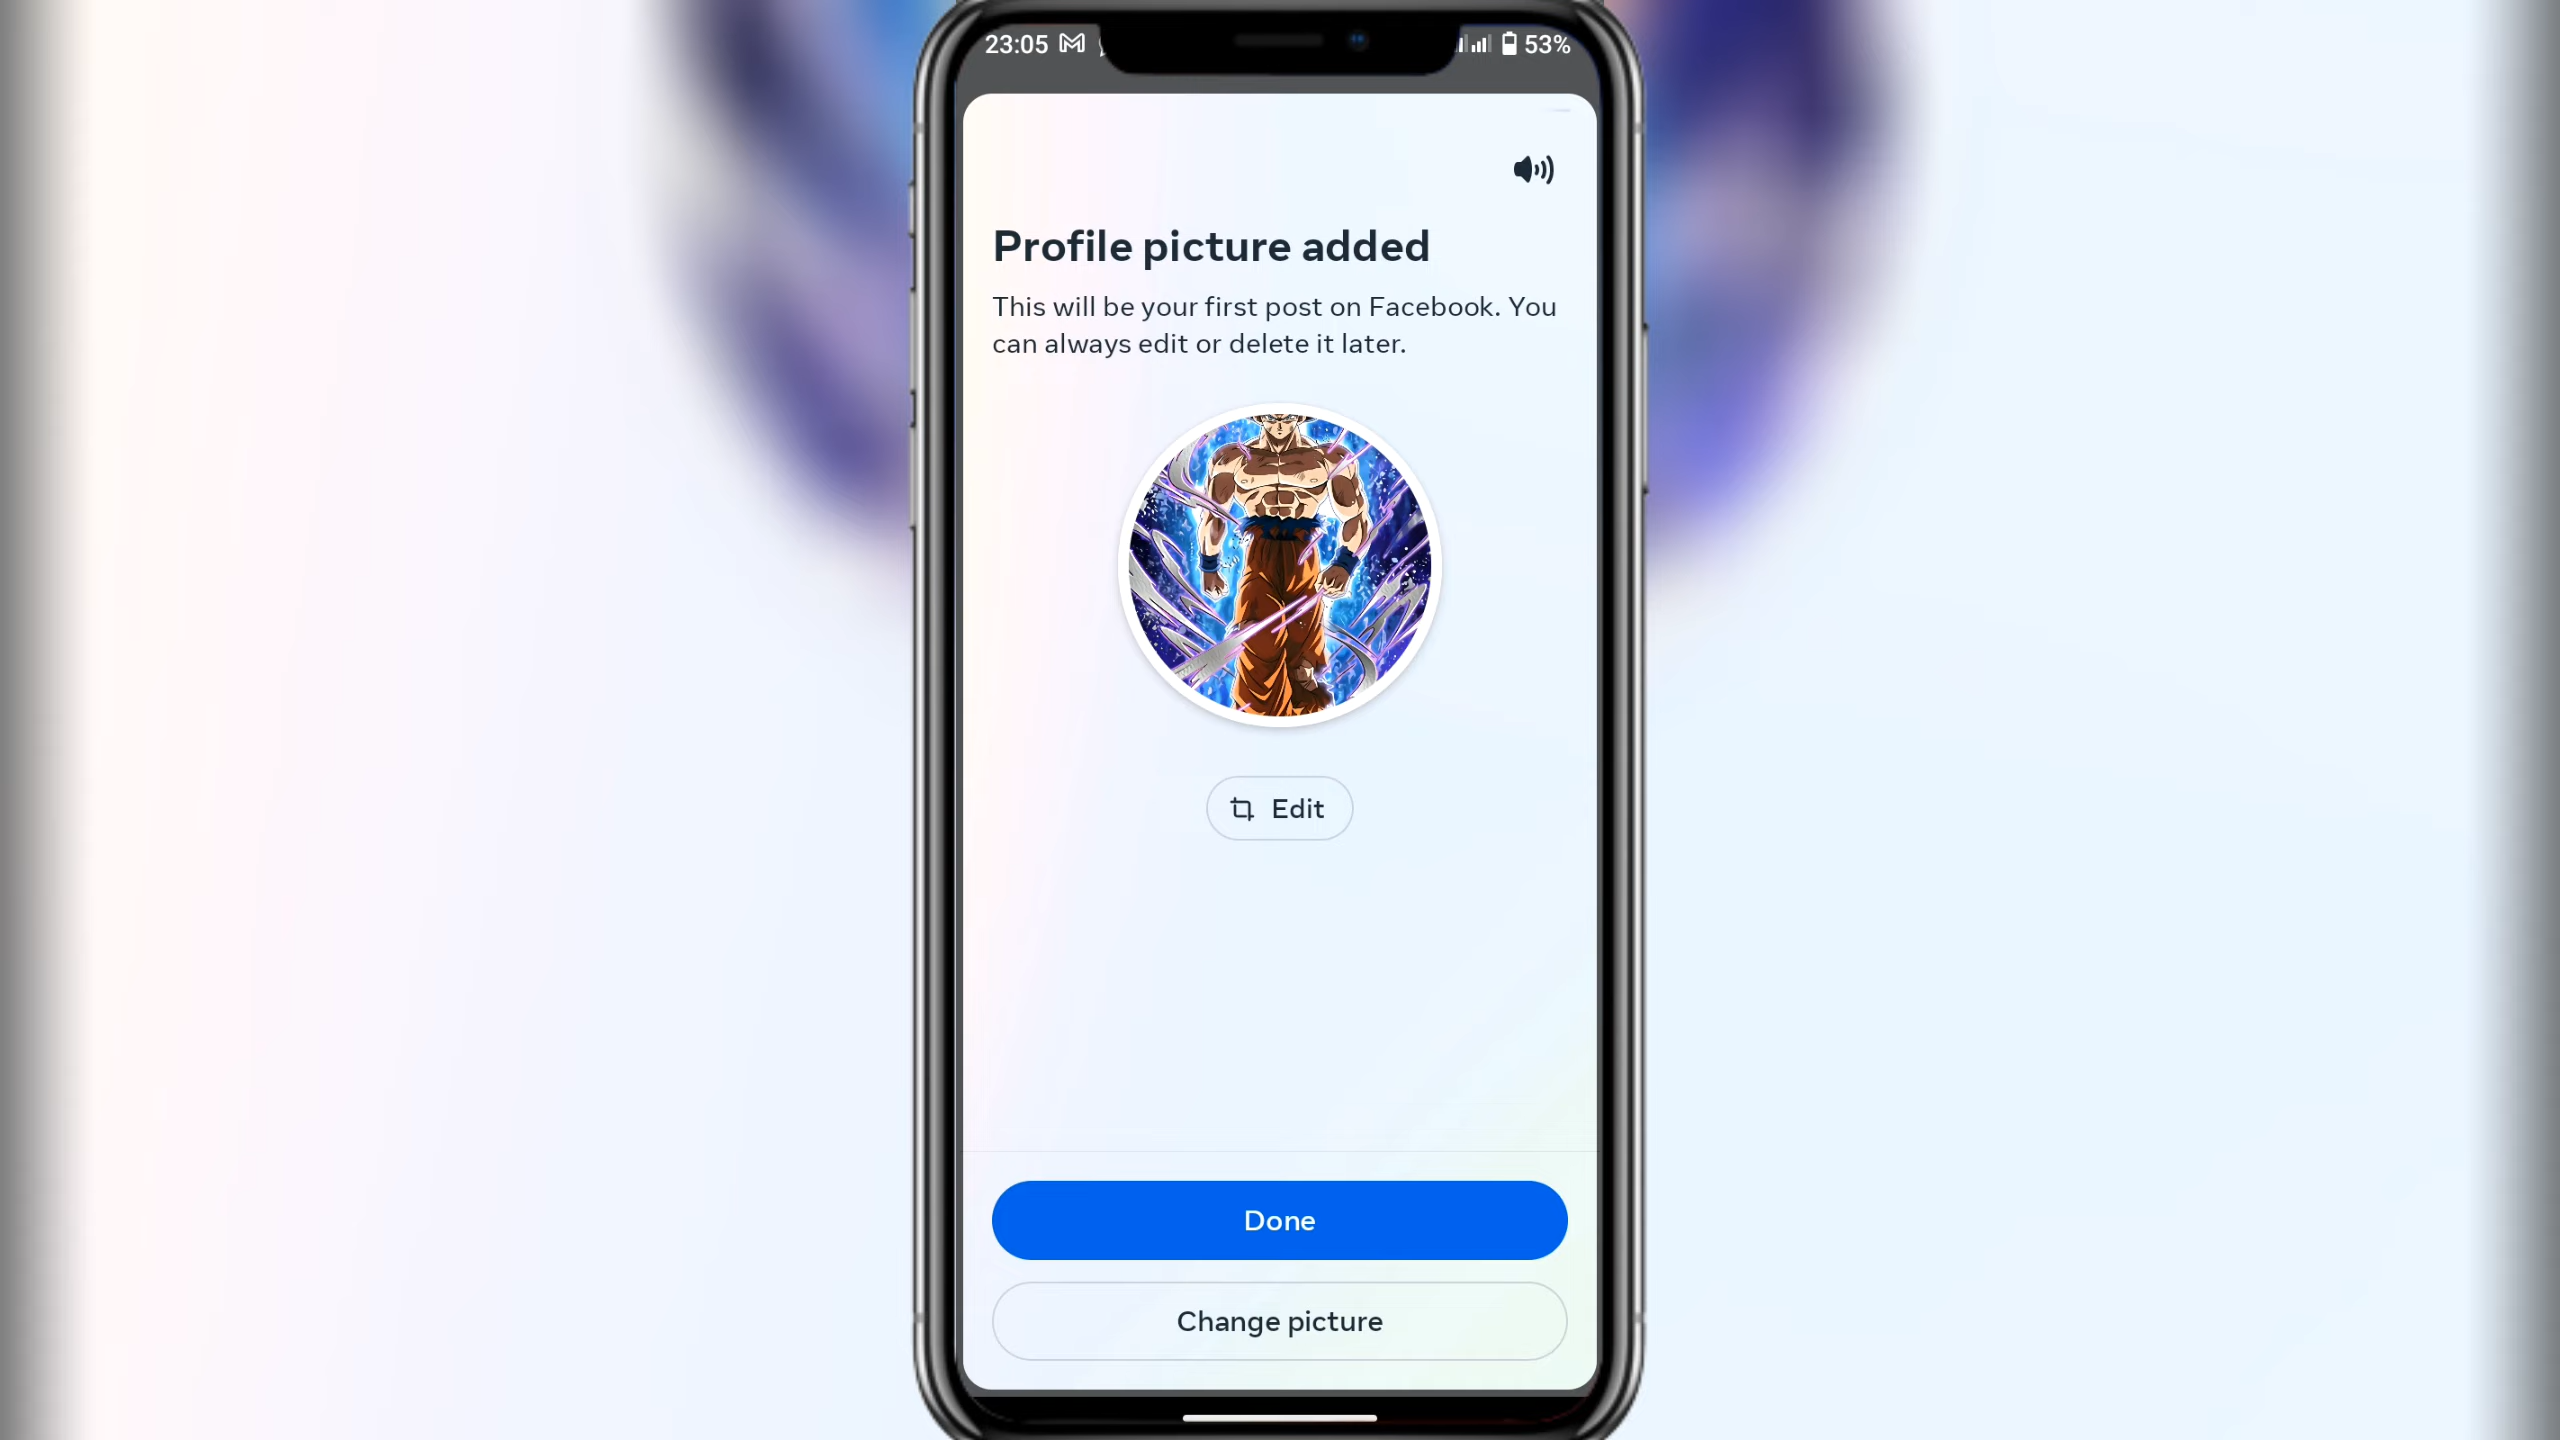 23:05
53%
Profile picture added
This will be your first post on Facebook. You
can always edit or delete it later.
Edit
Done
Change picture